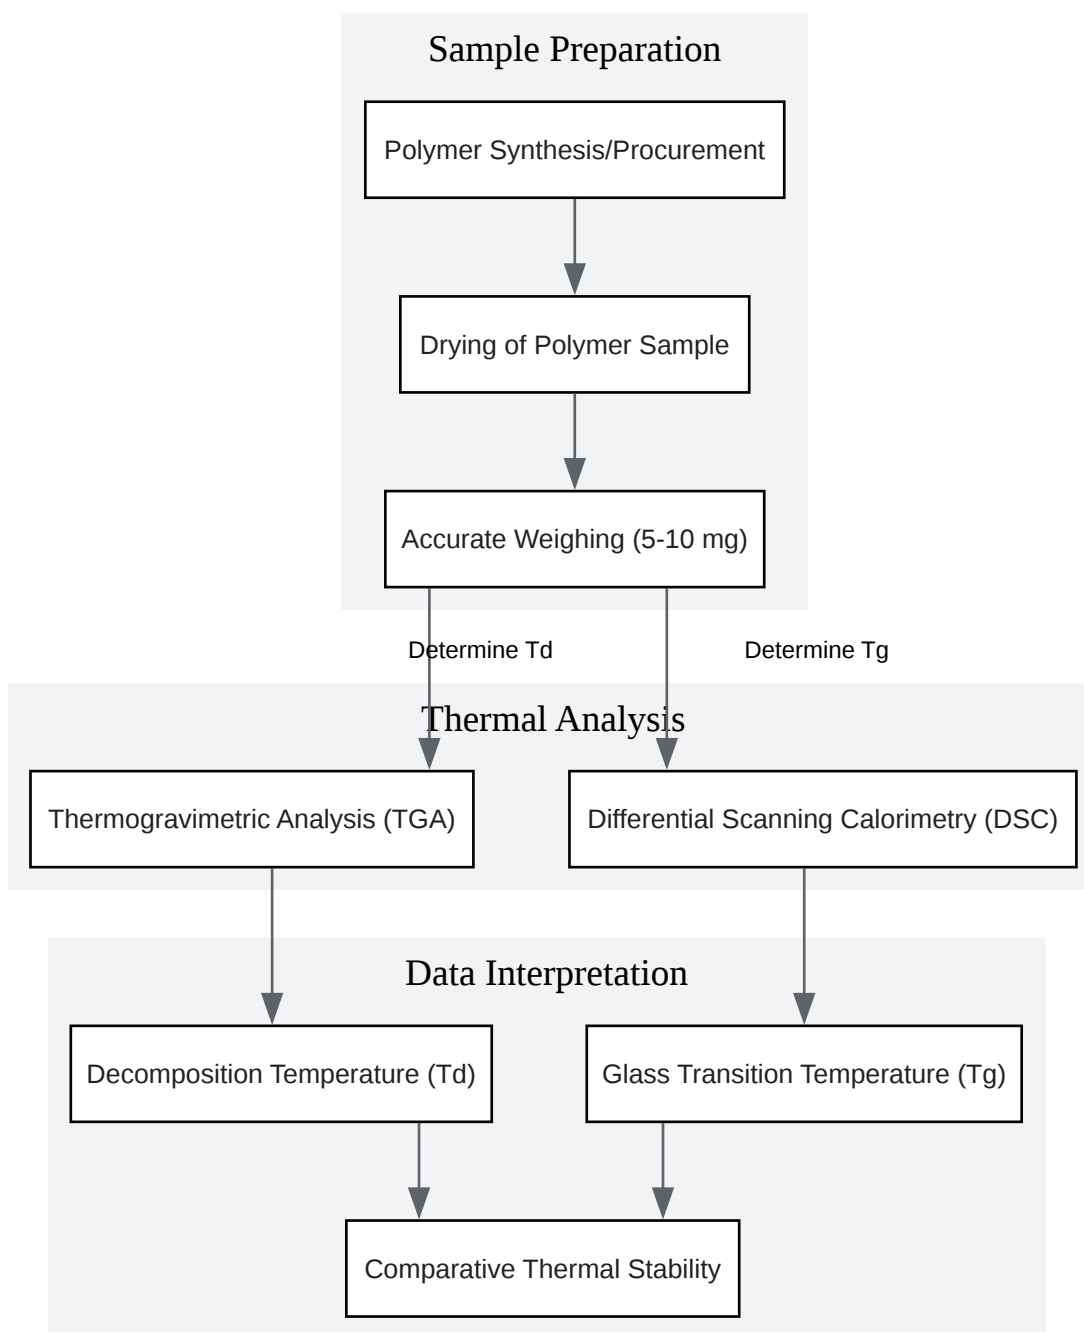 Sample Preparation
Polymer Synthesis/Procurement
Drying of Polymer Sample
Accurate Weighing (5-10 mg)
Determine Td
Determine Tg
Thermal Analysis
Thermogravimetric Analysis (TGA)
Differential Scanning Calorimetry (DSC)
Data Interpretation
Decomposition Temperature (Td)
Glass Transition Temperature (Tg)
Comparative Thermal Stability